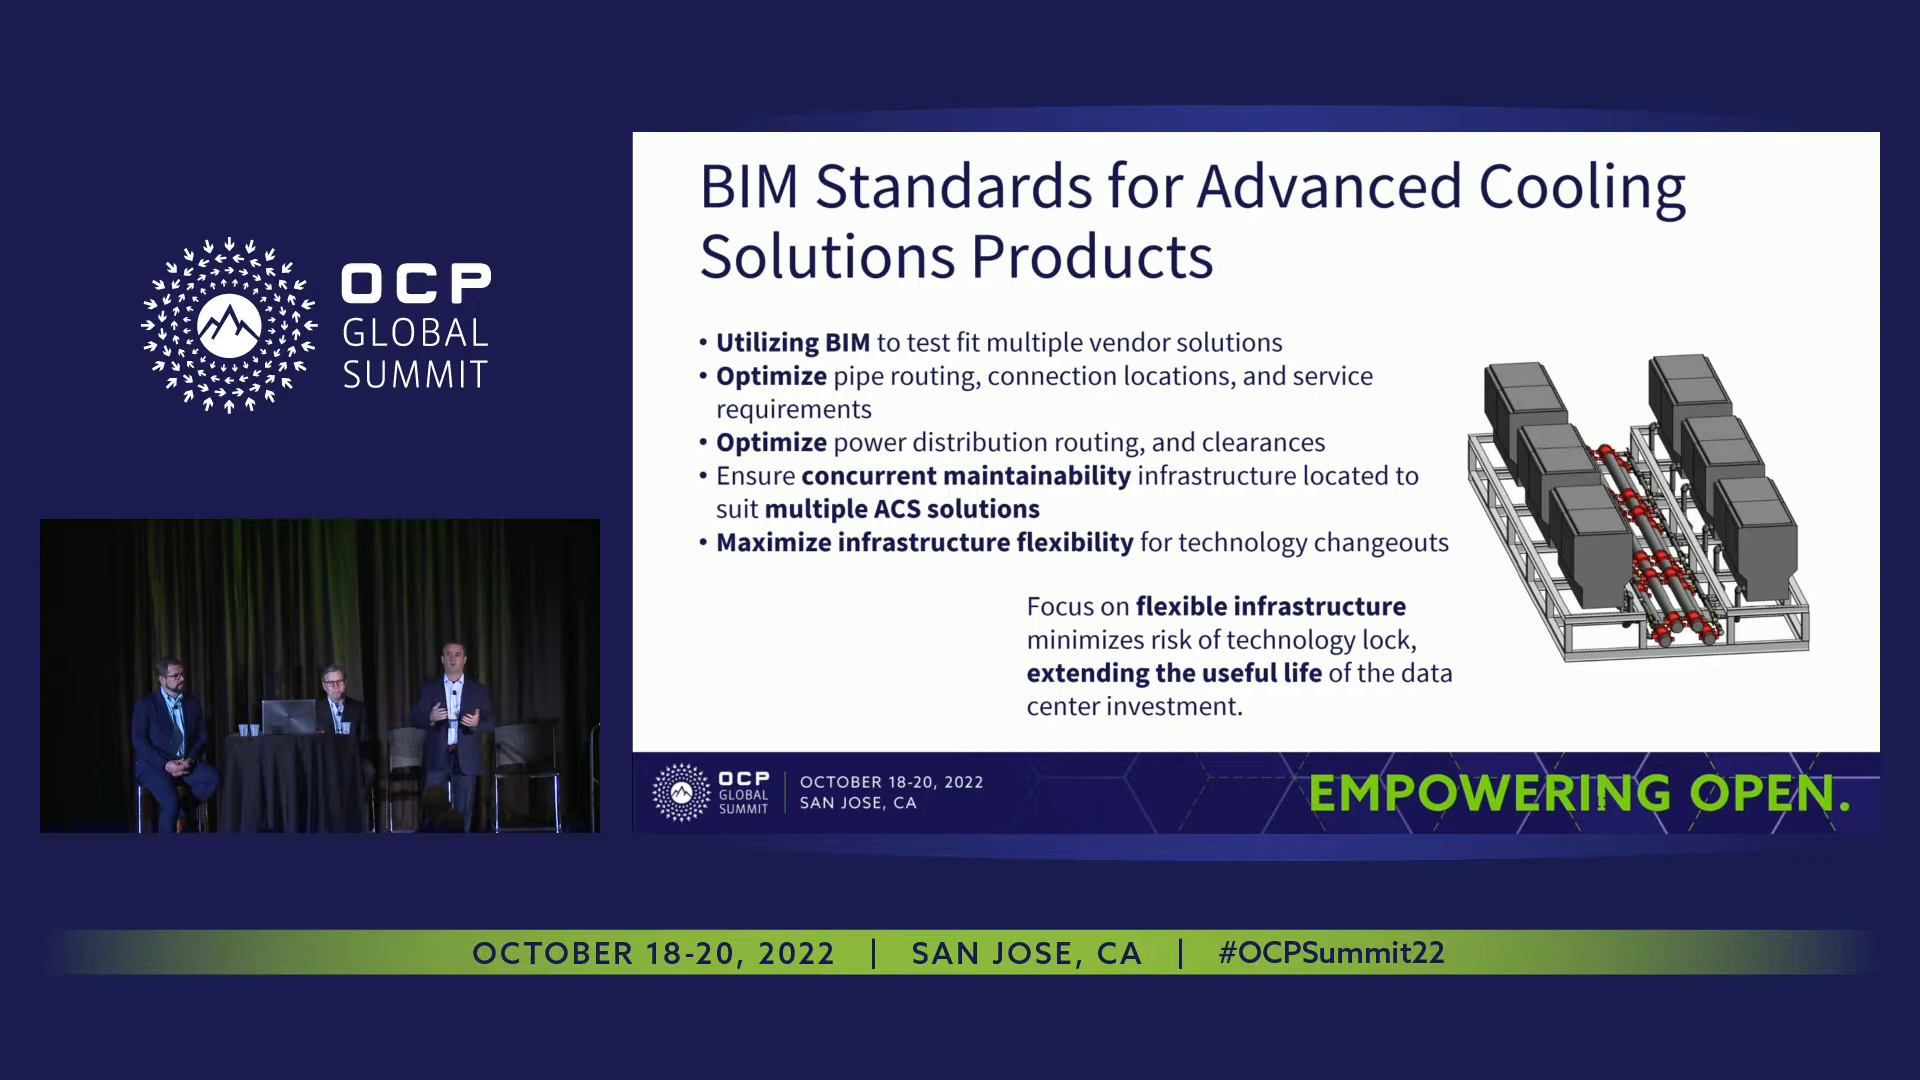 OCP
GLOBAL
SUMMIT
BIM Standards for Advanced Cooling
Solutions Products
• Utilizing BIM to test fit multiple vendor solutions
• Optimize pipe routing, connection locations, and service
requirements
• Optimize power distribution routing, and clearances
• Ensure concurrent maintainability infrastructure located to
suit multiple ACS solutions
• Maximize infrastructure flexibility for technology changeouts
Focus on flexible infrastructure
minimizes risk of technology lock,
extending the useful life of the data
center investment.
OCP
GLOBAL
SUMMIT
OCTOBER 18-20, 2022
SAN JOSE, CA
EMPOWERING OPEN.
OCTOBER 18-20, 2022 | SAN JOSE, CA | #OCPSummit22